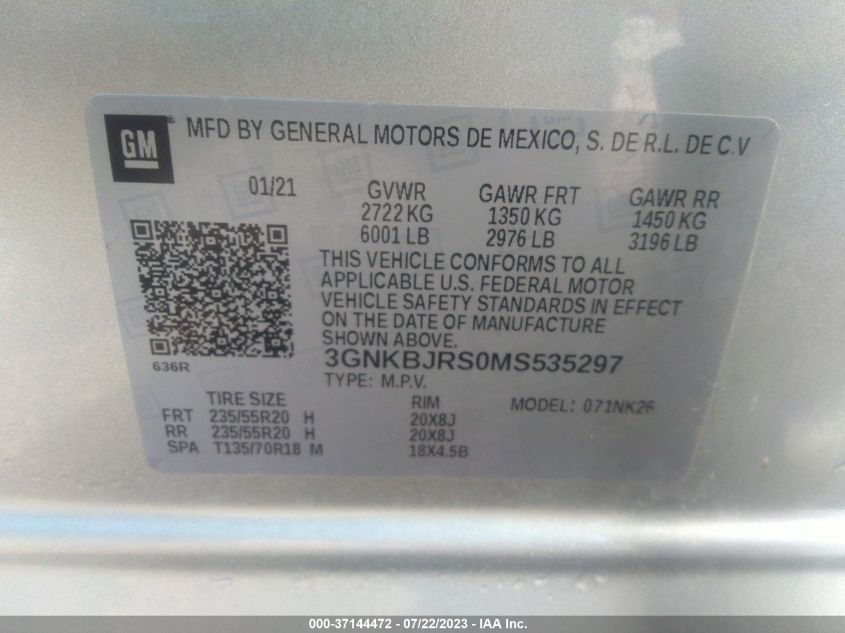 GM ® MFD BY GENERAL MOTORS DE MEXICO, S. DE R.L. DE C.V
01/21 GVWR GAWR FRT GAWR RR
2722 KG 1350 KG 1450 KG
6001 LB 2976 LB 3196 LB
THIS VEHICLE CONFORMS TO ALL
APPLICABLE U.S. FEDERAL MOTOR
VEHICLE SAFETY STANDARDS IN EFFECT
ON THE DATE OF MANUFACTURE
SHOWN ABOVE.
636R 3GNKBJRS0MS535297
TYPE: M.P.V.
TIRE SIZE RIM MODEL: 071NK26
FRT 235/55R20 H 20X8J
RR 235/55R20 H 20X8J
SPA T135/70R18 M 18X4.5B
000-37144472 - 07/22/2023 - IAA Inc.